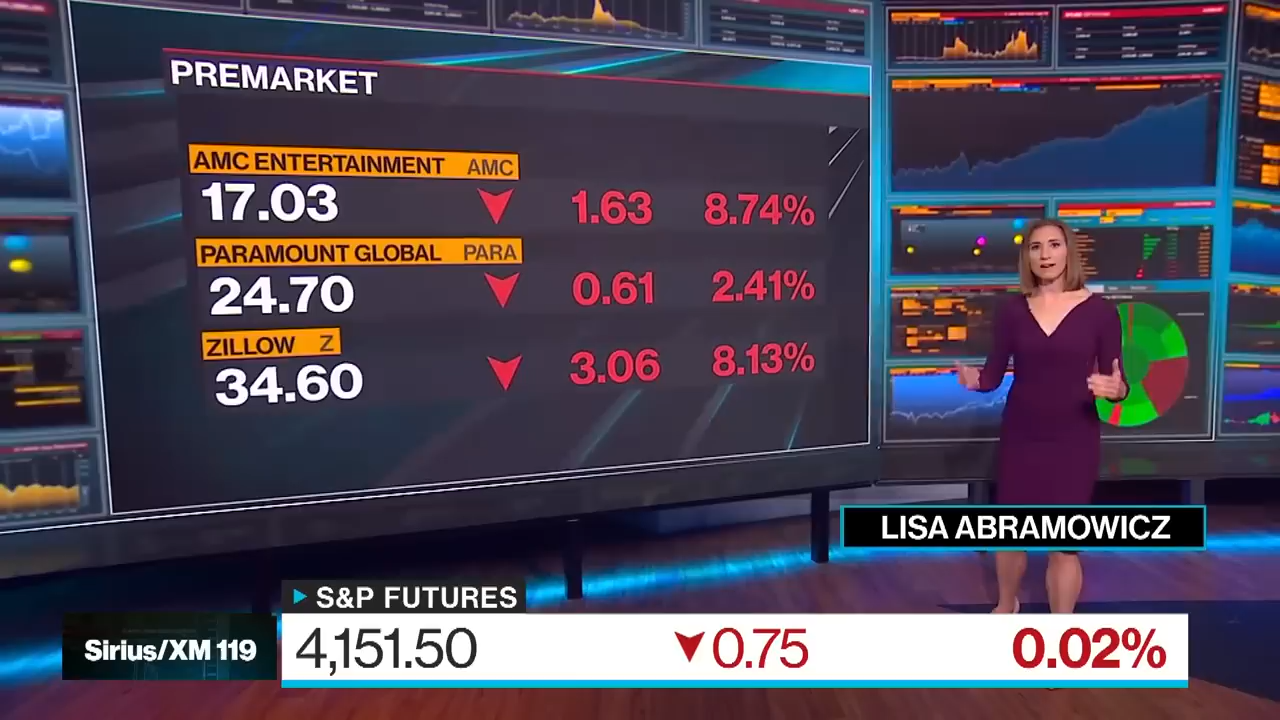 PREMARKET
AMC ENTERTAINMENT AMC
17.03 1.63 8.74%
PARAMOUNT GLOBAL PARA
24.70 0.61 2.41%
ZILLOW Z
34.60 3.06 8.13%
LISA ABRAMOWICZ
S&P FUTURES
Sirius/XM 119 4,151.50 0.75 0.02%